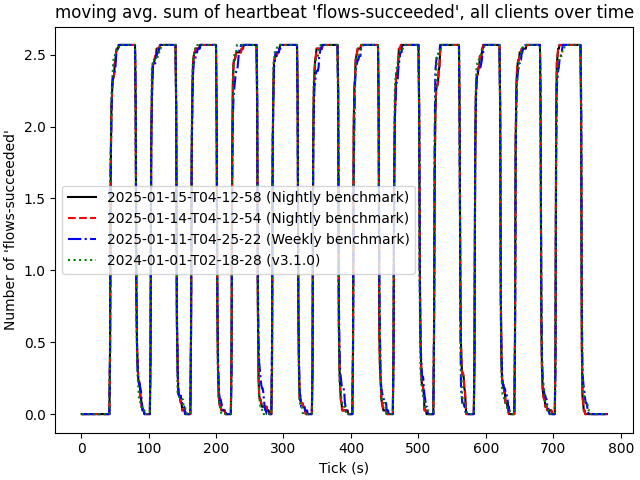 moving avg. sum of heartbeat 'flows-succeeded', all clients over time
Number of 'flows-succeeded'
2.5
2.0
1.5
1.0
0.5
0.0
2025-01-15-T04-12-58 (Nightly benchmark)
2025-01-14-T04-12-54 (Nightly benchmark)
2025-01-11-T04-25-22 (Weekly benchmark)
2024-01-01-T02-18-28 (v3.1.0)
0 100 200 300 400 500 600 700 800
Tick (s)